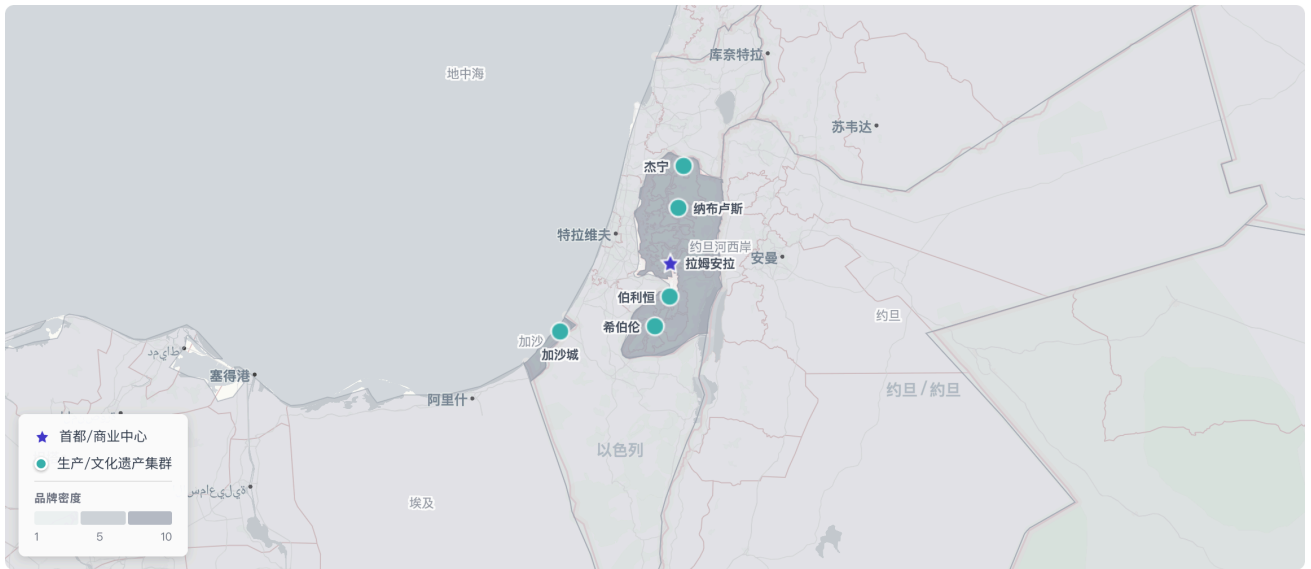 库奈特拉
地中海
苏韦达
杰宁
纳布卢斯
特拉维夫
约旦河西岸
安曼
拉姆安拉
伯利恒
约旦
希伯伦
加沙
加沙城
塞得港
约旦 / 約旦
阿里什
以色列
埃及
首都/商业中心
生产/文化遗产集群
品牌密度
1 5 10